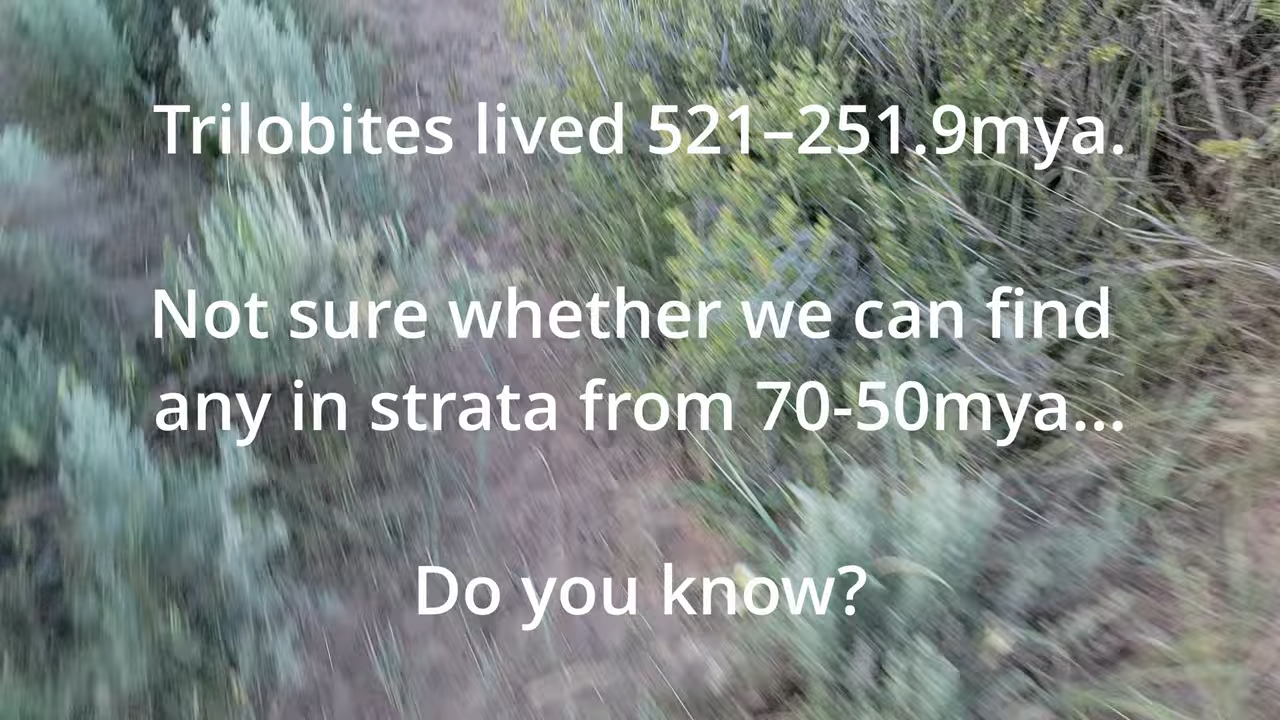 Trilobites lived 521–251.9mya.
Not sure whether we can find
any in strata from 70-50mya...
Do you know?